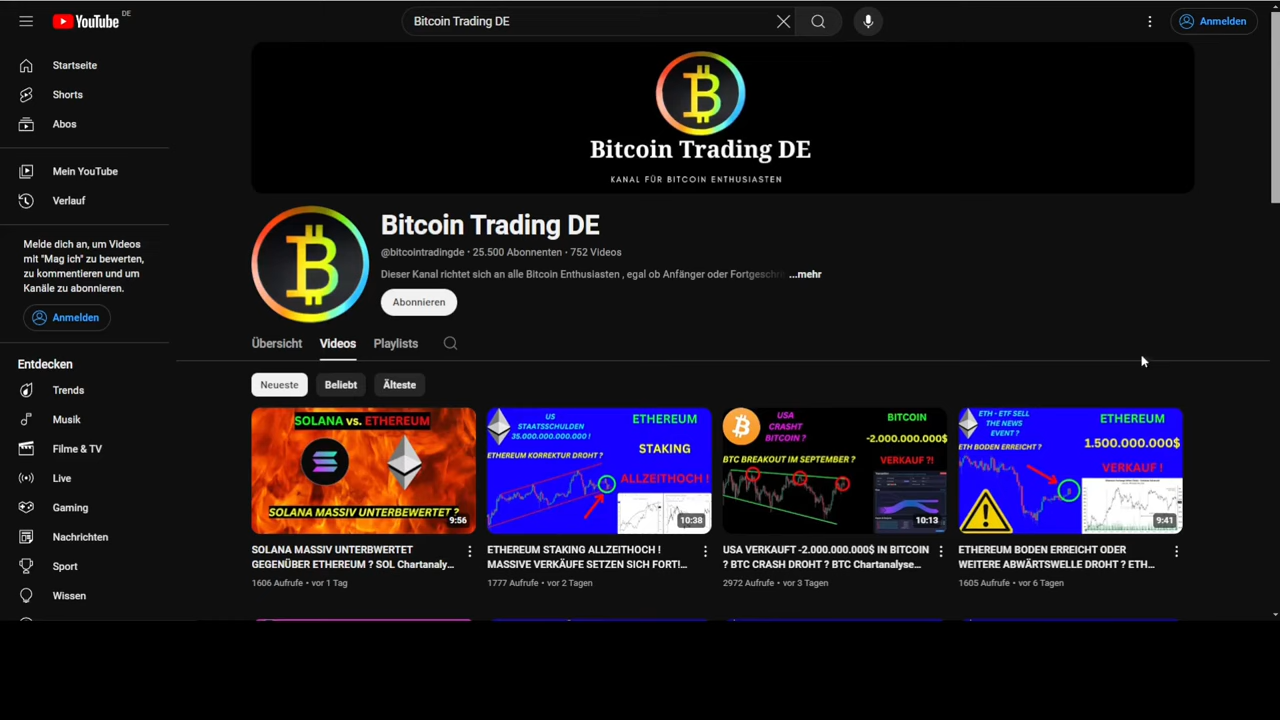 YouTube DE
Bitcoin Trading DE
Anmelden
Startseite
Shorts
Abos
Mein YouTube
Verlauf
Melde dich an, um Videos
mit "Mag ich" zu bewerten,
zu kommentieren und um
Kanäle zu abonnieren.
Anmelden
Entdecken
Trends
Musik
Filme & TV
Live
Gaming
Nachrichten
Sport
Wissen
Bitcoin Trading DE
KANAL FÜR BITCOIN ENTHUSIASTEN
Bitcoin Trading DE
@bitcointradingde • 25.500 Abonnenten • 752 Videos
Dieser Kanal richtet sich an alle Bitcoin Enthusiasten , egal ob Anfänger oder Fortgeschri ...mehr
Abonnieren
Übersicht Videos Playlists
Neueste Beliebt Älteste
SOLANA vs. ETHEREUM
SOLANA MASSIV UNTERBEWERTET ?
9:56
SOLANA MASSIV UNTERBEWERTET
GEGENÜBER ETHEREUM ? SOL Chartanaly...
1606 Aufrufe • vor 1 Tag
US
STAATSSCHULDEN
35.000.000.000.000 !
ETHEREUM KORREKTUR DROHT ?
ETHEREUM
STAKING
ALLZEITHOCH !
10:38
ETHEREUM STAKING ALLZEITHOCH !
MASSIVE VERKÄUFE SETZEN SICH FORT!...
1777 Aufrufe • vor 2 Tagen
USA
CRASHT
BITCOIN ?
BTC BREAKOUT IM SEPTEMBER ?
BITCOIN
-2.000.000.000$
VERKAUF ?!
10:13
USA VERKAUFT -2.000.000.000$ IN BITCOIN
? BTC CRASH DROHT ? BTC Chartanalyse...
2972 Aufrufe • vor 3 Tagen
ETH - ETF SELL
THE NEWS
EVENT ?
ETH BODEN ERREICHT ?
ETHEREUM
1.500.000.000$
VERKAUF !
9:41
ETHEREUM BODEN ERREICHT ODER
WEITERE ABWÄRTSWELLE DROHT ? ETH...
1605 Aufrufe • vor 6 Tagen